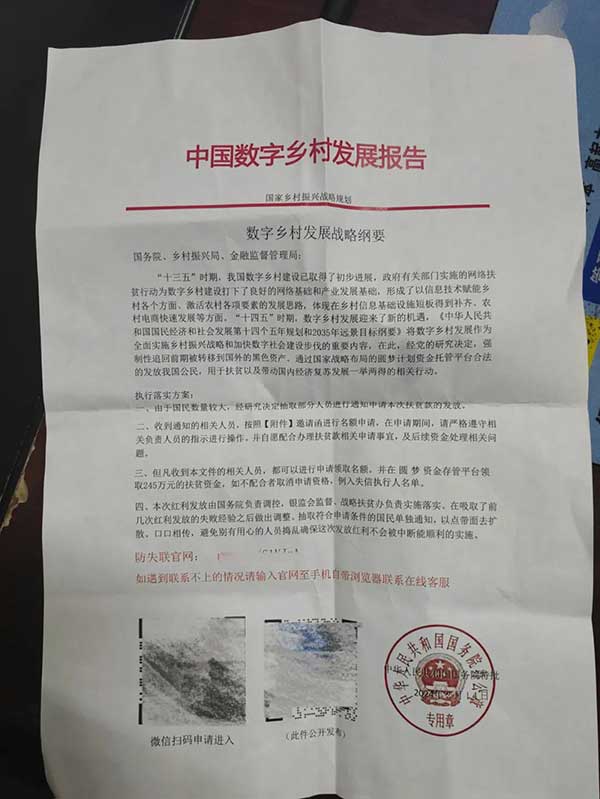 中国数字乡村发展报告
国家乡村振兴战略规划
数字乡村发展战略纲要
国务院、乡村振兴局、金融监督管理局：
“十三五”时期，我国数字乡村建设已取得了初步进展，政府有关部门实施的网络扶
贫行动为数字乡村建设打下了良好的网络基础和产业发展基础，形成了以信息技术赋能乡
村各个方面、激活农村各项要素的发展思路，体现在乡村信息基础设施短板得到补齐、农
村电商快速发展等方面，“十四五”时期，数字乡村发展迎来了新的机遇，《中华人民共
和国国民经济和社会发展第十四个五年规划和2035年远景目标纲要》将数字乡村发展作为
全面实施乡村振兴战略和加快数字社会建设步伐的重要内容，在此，经党的研究决定，强
制性追回前期被转移到国外的黑色资产、通过国家战略布局的圆梦计划资金托管平台合法
的发放我国公民，用于扶贫以及带动国内经济复苏发展一举两得的相关行动。
执行落实方案：
一、由于国民数量较大，经研究决定抽取部分人员进行通知申请本次扶贫款的发放。
二、收到通知的相关人员，按照【附件】邀请函进行名额申请，在申请期间，请严格遵守相
关负责人员的指示进行操作，并自愿配合办理扶贫款相关申请事宜，及后续资金处理相关问
题。
三、但凡收到本文件的相关人员，都可以进行申请领取名额，并在 圆 梦 资金存管平台领
取245万元的扶贫资金，如不配合者取消申请资格，例入失信执行人名单。
四、本次红利发放由国务院负责调控，银监会监督、战略扶贫办负责实施落实。在吸取了前
几次红利发放的失败经验之后做出调整、抽取符合申请条件的国民单独通知，以点带面去扩
散、口口相传，避免别有用心的人员捣乱确保这次发放红利不会被中断能顺利的实施。
防失联官网：
如遇到联系不上的情况请输入官网至手机自带浏览器联系在线客服
中华人民共和国国务院
国务院特批
专用章
微信扫码申请进入
（此件公开发布）